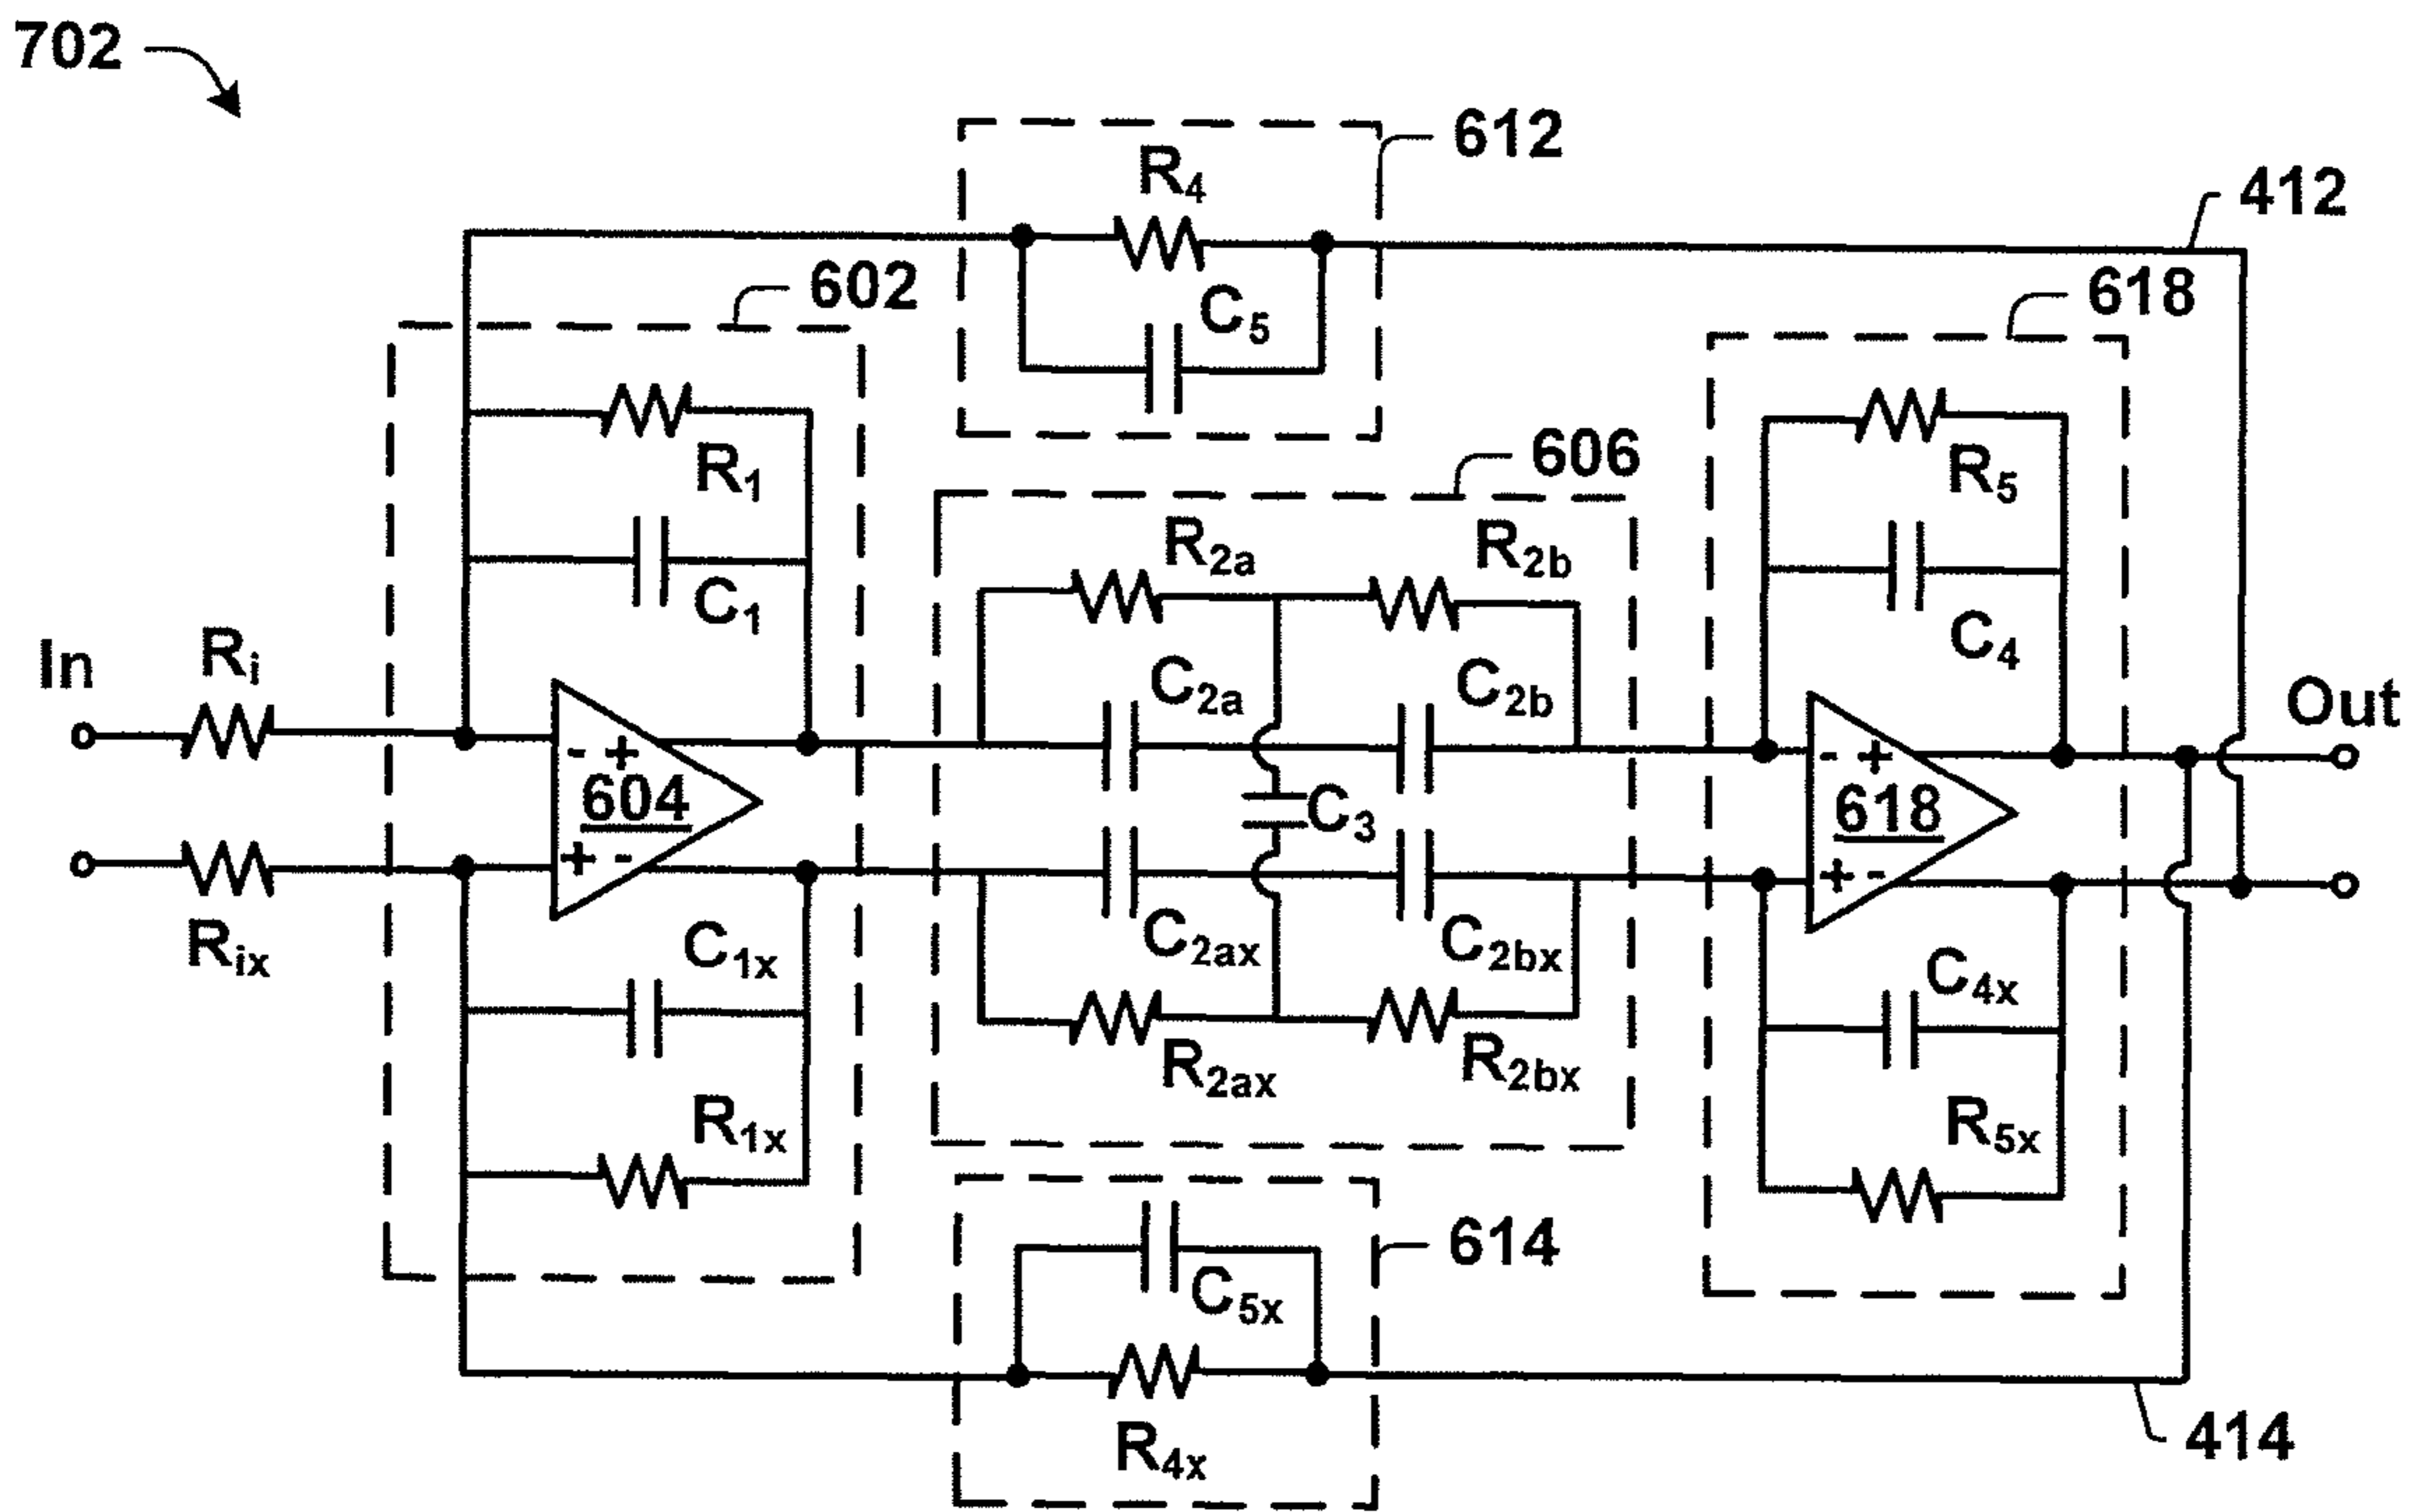 702
612
R4
412
602
618
C5
R1
606
R5
R2a
R2b
C1
C4
In
Ri
C2a
C2b
Out
- +
604
+ -
C3
- +
618
+ -
Rix
C1x
C2ax
C2bx
C4x
R1x
R2ax
R2bx
R5x
614
C5x
R4x
414